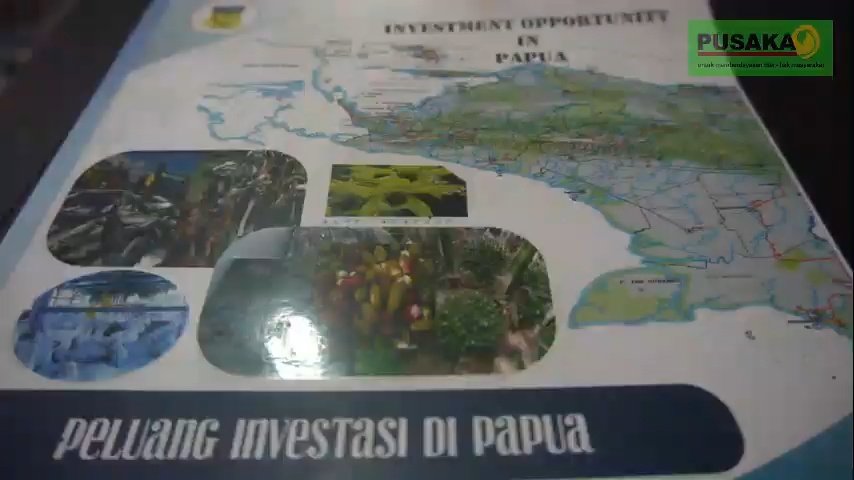 INVESTMENT OPPORTUNITY
IN
PAPUA
PUSAKA
PELUANG INVESTASI DI PAPUA